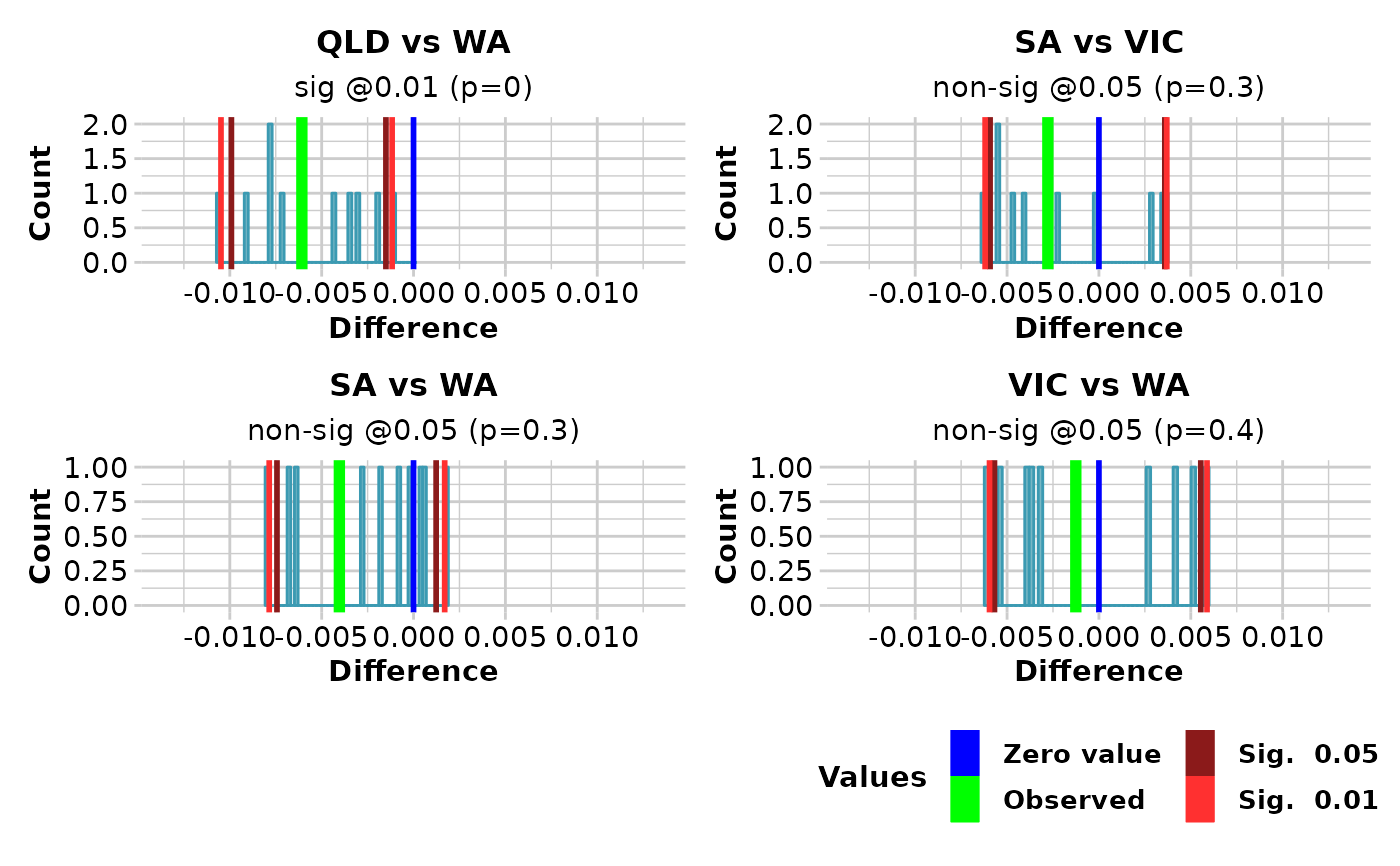 QLD vs WA
sig @0.01 (p=0)
2.0
1.5
1.0
0.5
0.0
Count
-0.010 -0.005 0.000 0.005 0.010
Difference
SA vs VIC
non-sig @0.05 (p=0.3)
2.0
1.5
1.0
0.5
0.0
Count
-0.010 -0.005 0.000 0.005 0.010
Difference
SA vs WA
non-sig @0.05 (p=0.3)
1.00
0.75
0.50
0.25
0.00
Count
-0.010 -0.005 0.000 0.005 0.010
Difference
VIC vs WA
non-sig @0.05 (p=0.4)
1.00
0.75
0.50
0.25
0.00
Count
-0.010 -0.005 0.000 0.005 0.010
Difference
Values
Zero value
Observed
Sig. 0.05
Sig. 0.01